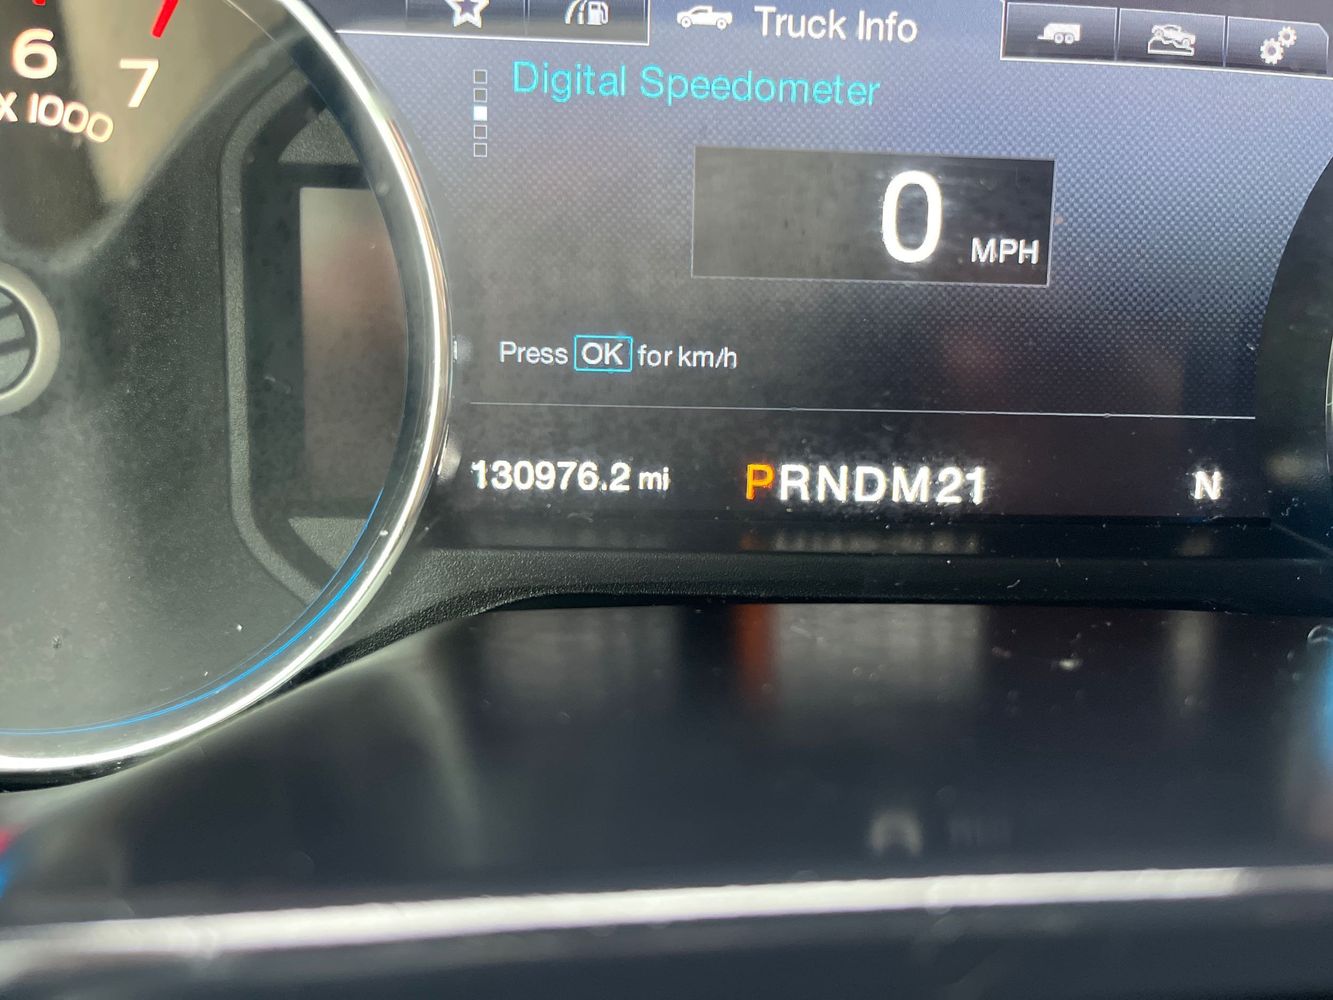 6
7
X 1000
Truck Info
Digital Speedometer
0 MPH
Press OK for km/h
130976.2 mi PRNDM21 N